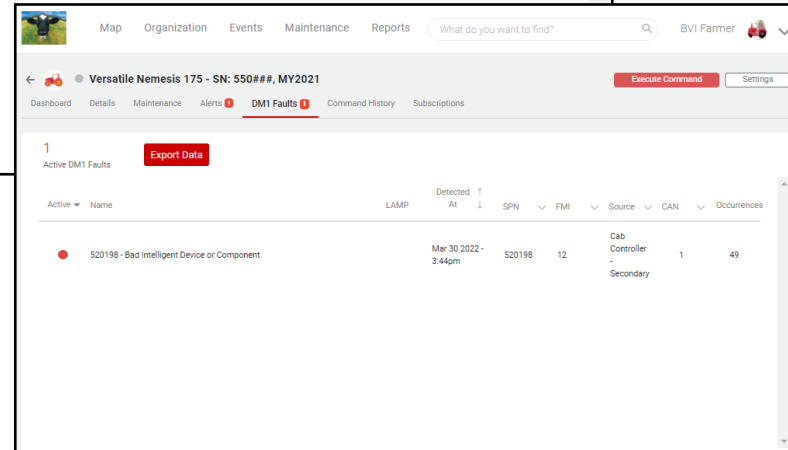 Map Organization Events Maintenance Reports What do you want to find? BVI Farmer
Versatile Nemesis 175 - SN: 550###, MY2021 Execute Command Settings
Dashboard Details Maintenance Alerts 1 DM1 Faults 1 Command History Subscriptions
1
Active DM1 Faults
Export Data
Active Name LAMP Detected At SPN FMI Source CAN Occurrences
520198 - Bad Intelligent Device or Component Mar 30 2022 - 3:44pm 520198 12 Cab Controller - Secondary 1 49